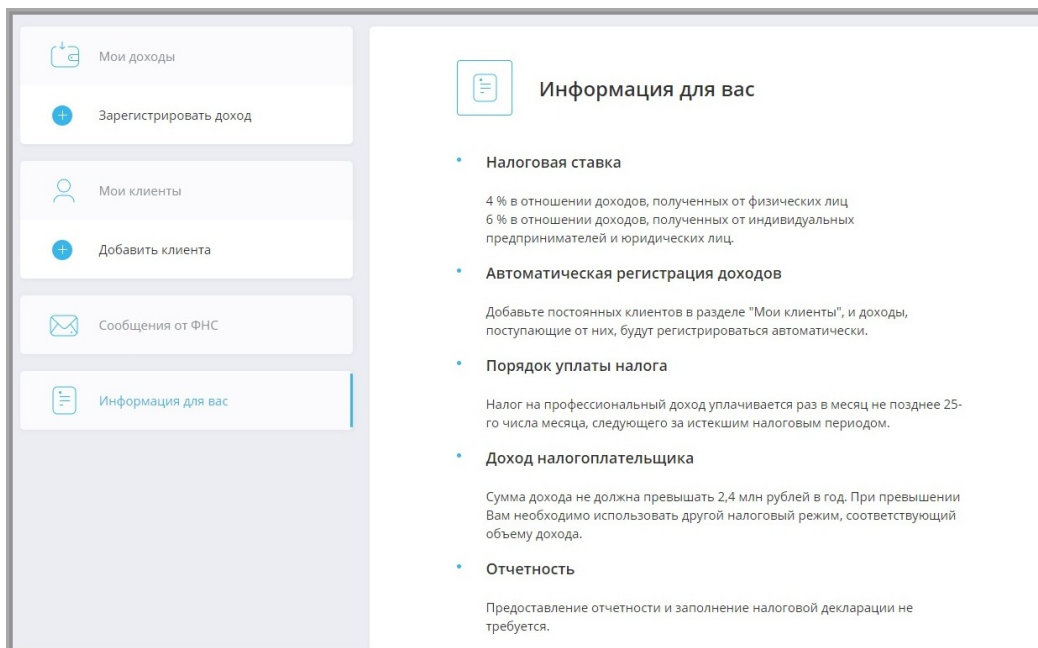 Мои доходы
Зарегистрировать доход
Мои клиенты
Добавить клиента
Сообщения от ФНС
Информация для вас
Информация для вас
Налоговая ставка
4 % в отношении доходов, полученных от физических лиц
6 % в отношении доходов, полученных от индивидуальных
предпринимателей и юридических лиц.
Автоматическая регистрация доходов
Добавьте постоянных клиентов в разделе "Мои клиенты", и доходы,
поступающие от них, будут регистрироваться автоматически.
Порядок уплаты налога
Налог на профессиональный доход уплачивается раз в месяц не позднее 25-
го числа месяца, следующего за истекшим налоговым периодом.
Доход налогоплательщика
Сумма дохода не должна превышать 2,4 млн рублей в год. При превышении
Вам необходимо использовать другой налоговый режим, соответствующий
объему дохода.
Отчетность
Предоставление отчетности и заполнение налоговой декларации не
требуется.